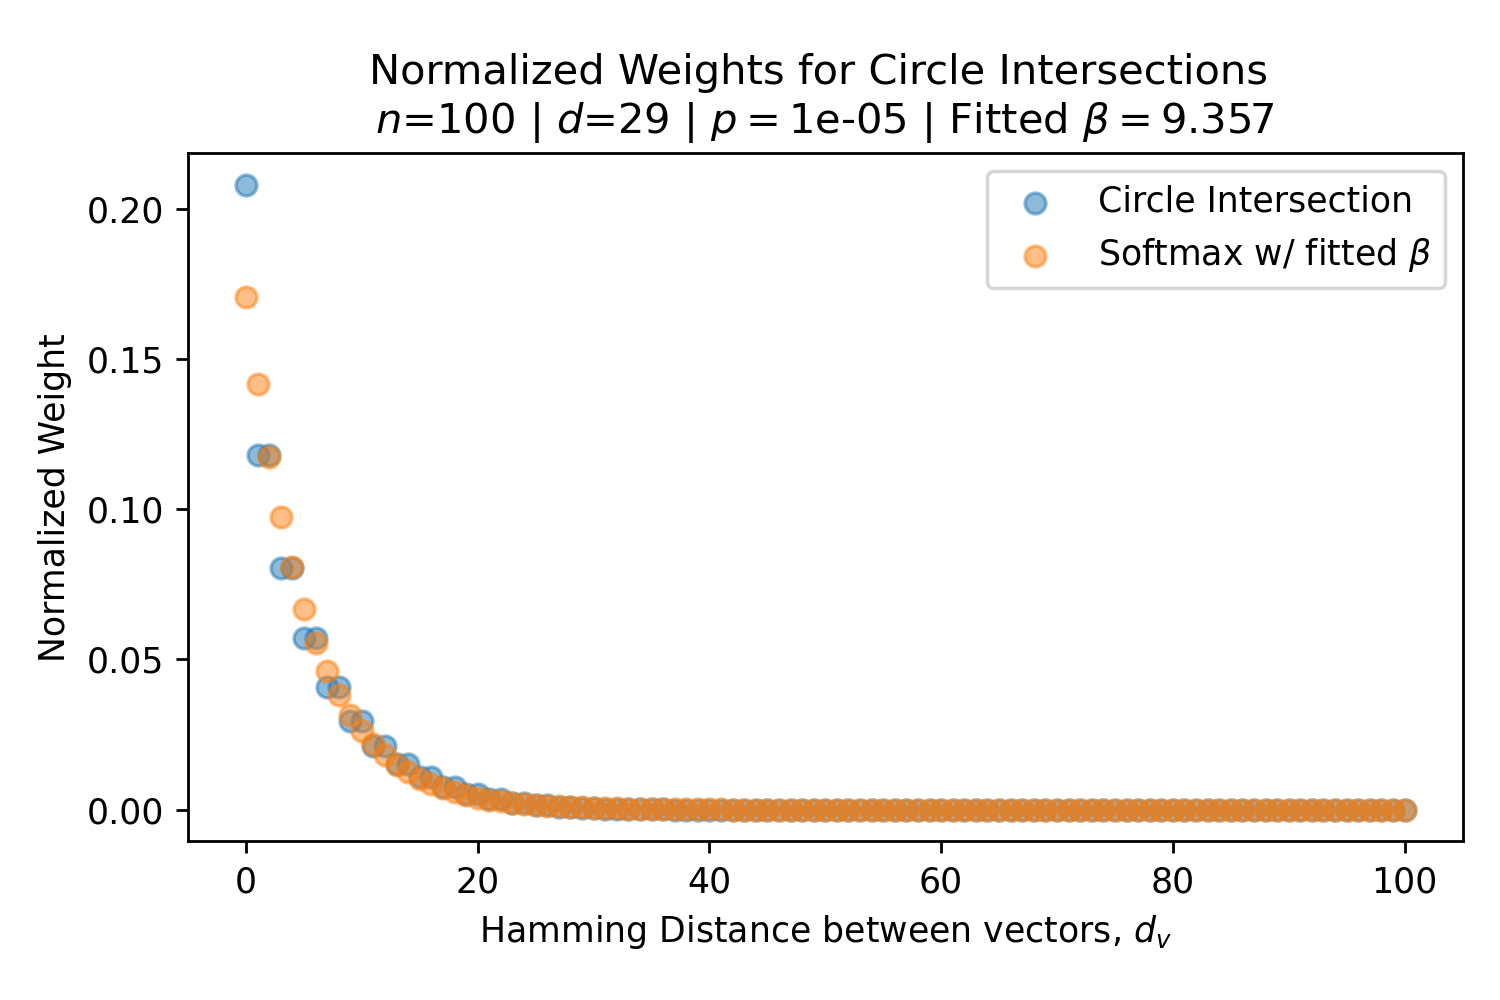 Normalized Weights for Circle Intersections
n=100 | d=29 | p = 1e-05 | Fitted β = 9.357
Circle Intersection
Softmax w/ fitted β
Normalized Weight
0.20
0.15
0.10
0.05
0.00
0 20 40 60 80 100
Hamming Distance between vectors, d_v